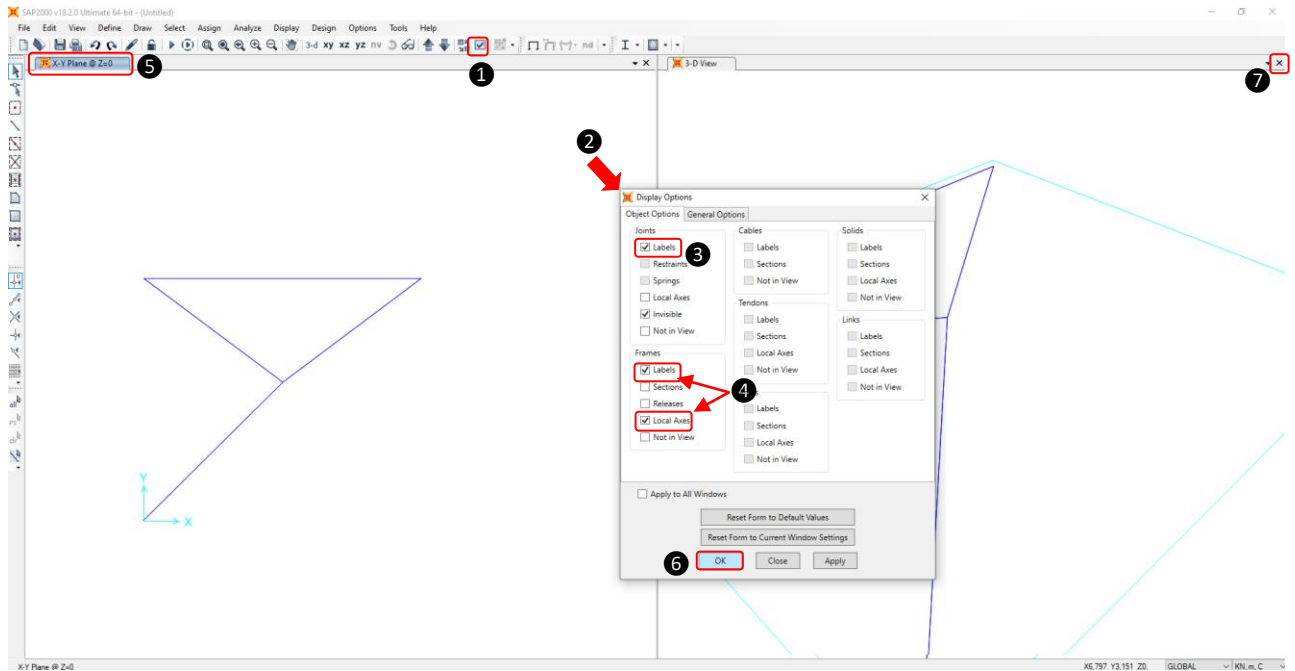 SAP2000 v18.2.0 Ultimate 64-bit - (Untitled)
File Edit View Define Draw Select Assign Analyze Display Design Options Tools Help
3-d xy xz yz nv nd
X-Y Plane @ Z=0
5
1
3-D View
7
2
Display Options
Object Options General Options
Joints
Labels
3
Restraints
Springs
Local Axes
Invisible
Not in View
Frames
Labels
4
Sections
Releases
Local Axes
Not in View
Cables
Labels
Sections
Not in View
Tendons
Labels
Sections
Local Axes
Not in View
Labels
Sections
Local Axes
Not in View
Solids
Labels
Sections
Local Axes
Not in View
Links
Labels
Sections
Local Axes
Not in View
Apply to All Windows
Reset Form to Default Values
Reset Form to Current Window Settings
6
OK Close Apply
Y
X
X-Y Plane @ Z=0
X6,797 Y3,151 Z0, GLOBAL KN, m, C